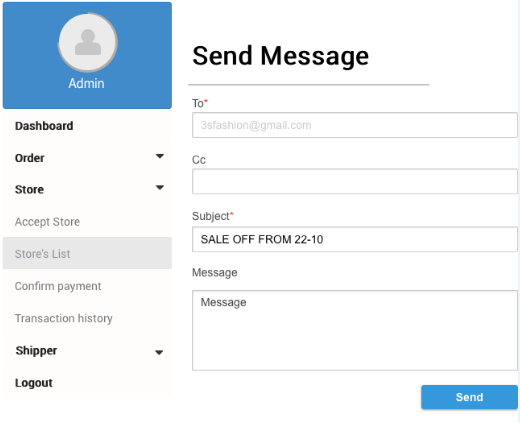 Admin
Dashboard
Order
Store
Accept Store
Store's List
Confirm payment
Transaction history
Shipper
Logout
Send Message
To*
3sfashion@gmail.com
Cc
Subject*
SALE OFF FROM 22-10
Message
Message
Send